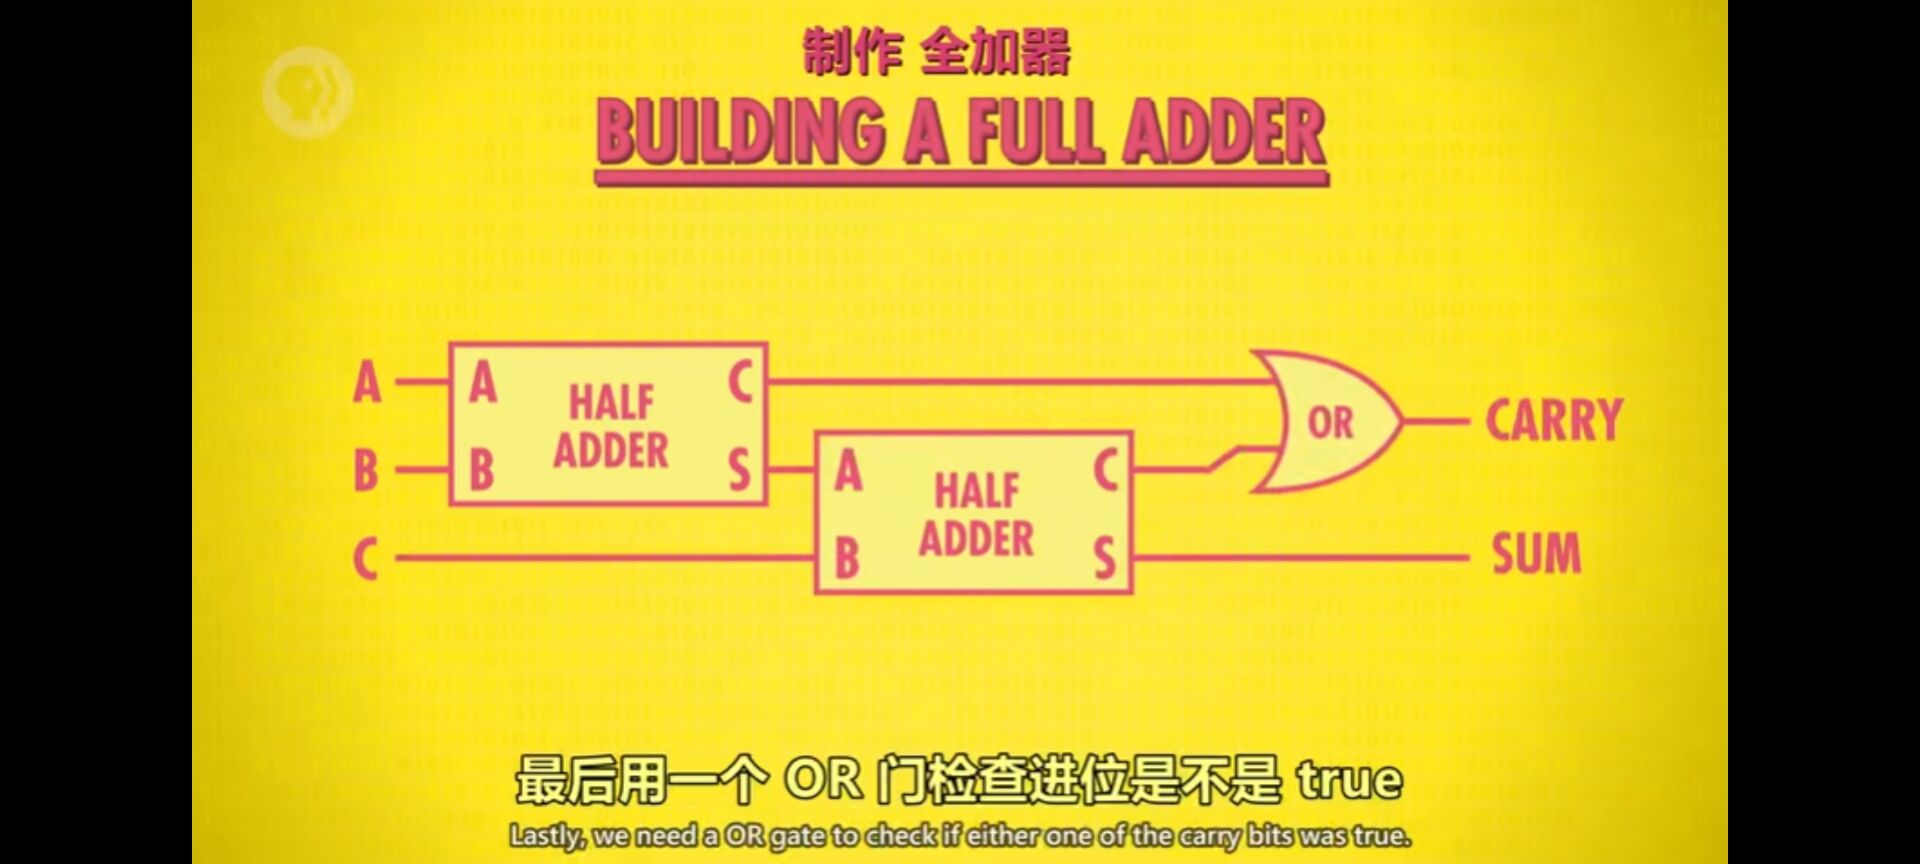 制作 全加器
BUILDING A FULL ADDER
A A HALF ADDER C
B B S
OR CARRY
A HALF ADDER C
C B S SUM
最后用一个 OR 门检查进位是不是 true
Lastly, we need a OR gate to check if either one of the carry bits was true.